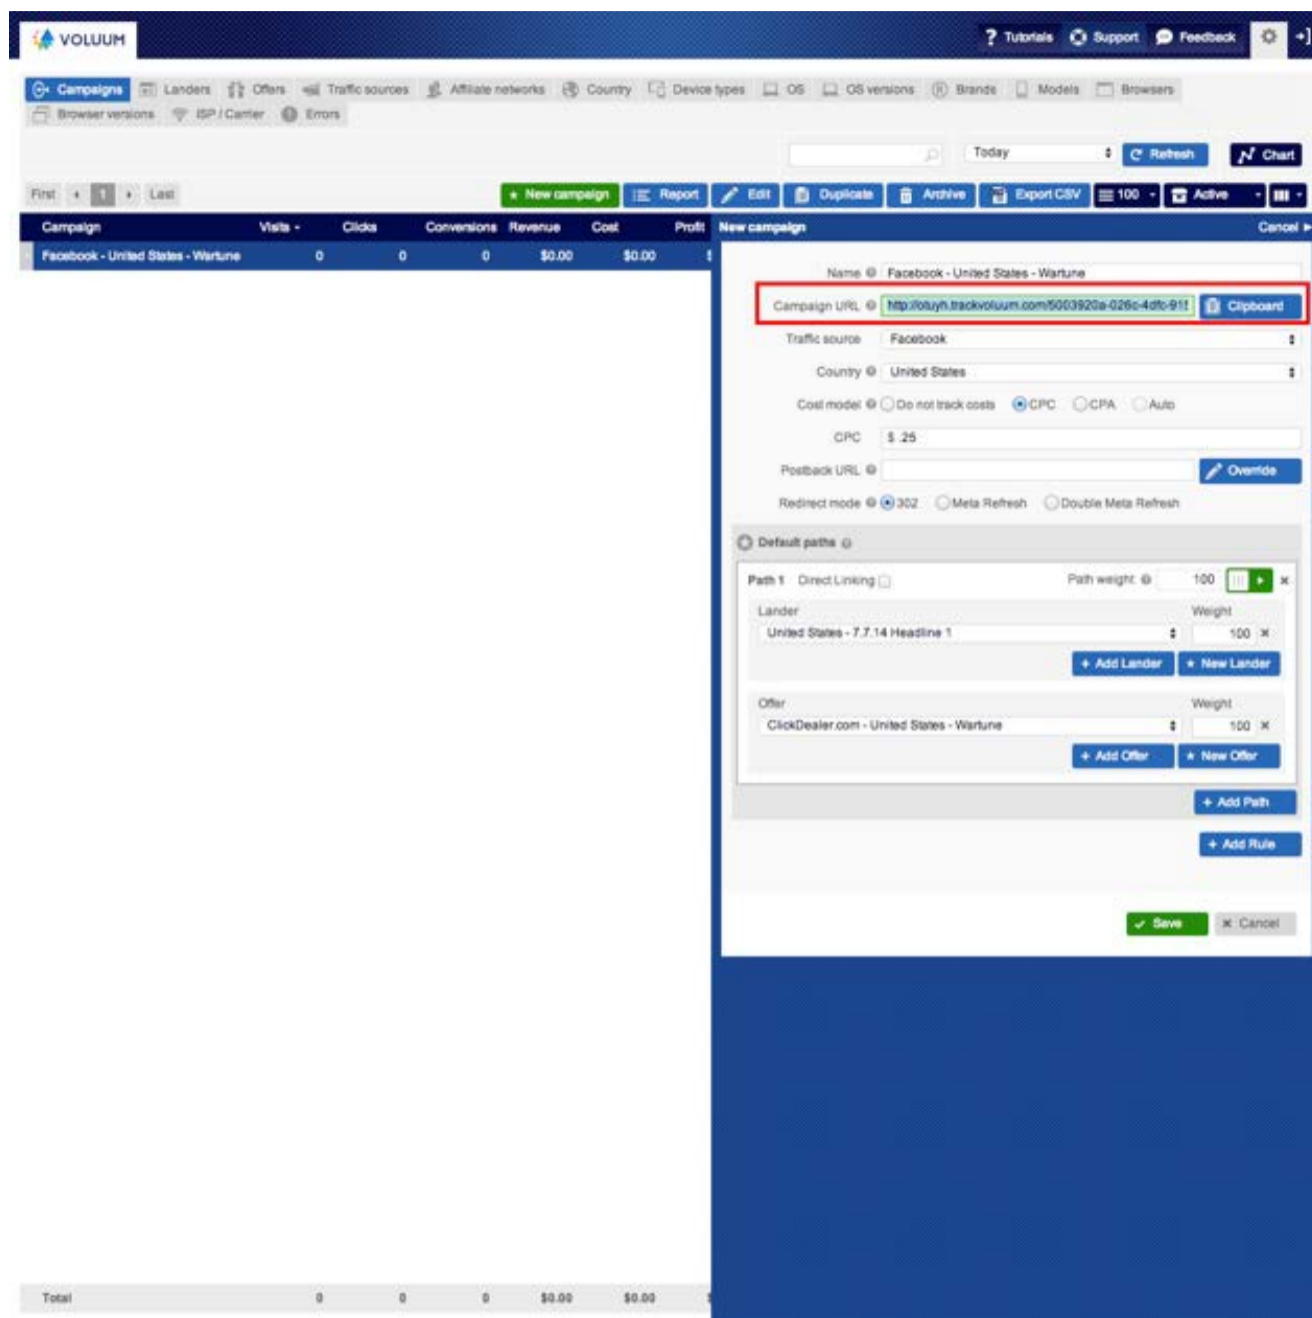 VOLUUM
? Tutorials Support Feedback
Campaigns Landers Offers Traffic sources Affiliate networks Country Device types OS OS versions Brands Models Browsers
Browser versions ISP / Carrier Errors
Today Refresh Chart
First 1 Last
New campaign Report Edit Duplicate Archive Export CSV 100 Active
Campaign Visits Clicks Conversions Revenue Cost Profit New campaign Cancel
Facebook - United States - Wartune 0 0 0 $0.00 $0.00
Name Facebook - United States - Wartune
Campaign URL Clipboard
Traffic source Facebook
Country United States
Cost model Do not track costs CPC CPA Auto
CPC $ .25
Postback URL Override
Redirect mode 302 Meta Refresh Double Meta Refresh
Default paths
Path 1 Direct Linking Path weight 100
Lander Weight
United States - 7.7.14 Headline 1 100
+ Add Lander New Lander
Offer Weight
ClickDealer.com - United States - Wartune 100
+ Add Offer New Offer
+ Add Path
+ Add Rule
Save Cancel
Total 0 0 0 $0.00 $0.00